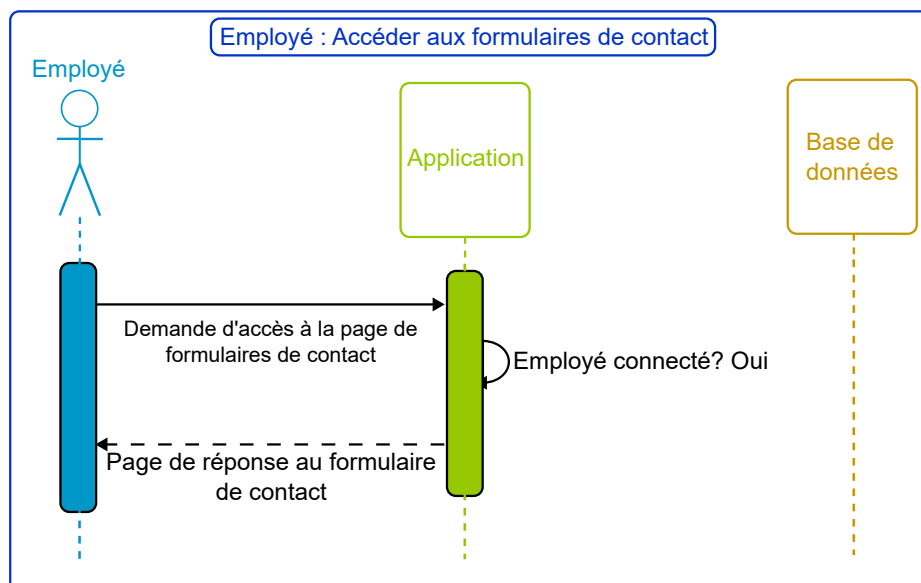 Employé : Accéder aux formulaires de contact
Employé
Application
Base de
données
Demande d'accès à la page de
formulaires de contact
Employé connecté? Oui
Page de réponse au formulaire
de contact